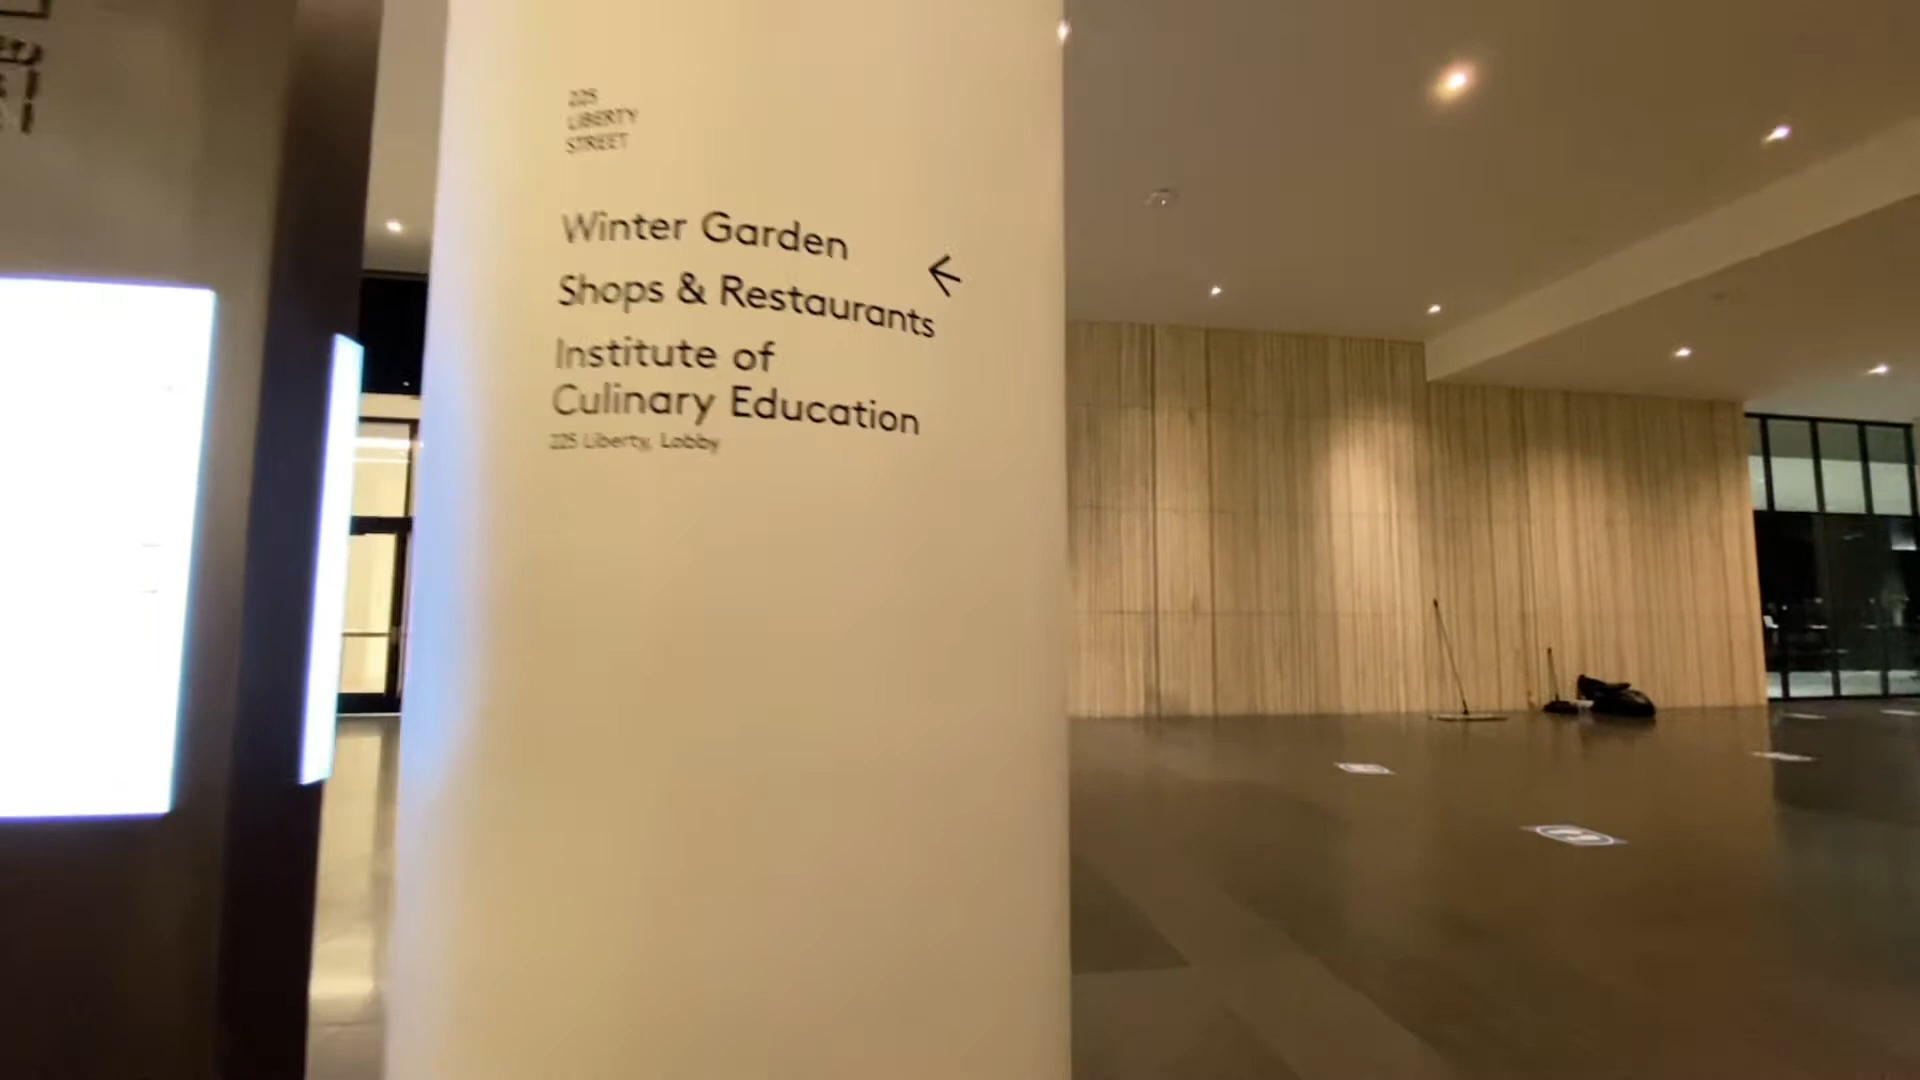 225
LIBERTY
STREET
Winter Garden
←
Shops & Restaurants
Institute of
Culinary Education
225 Liberty, Lobby